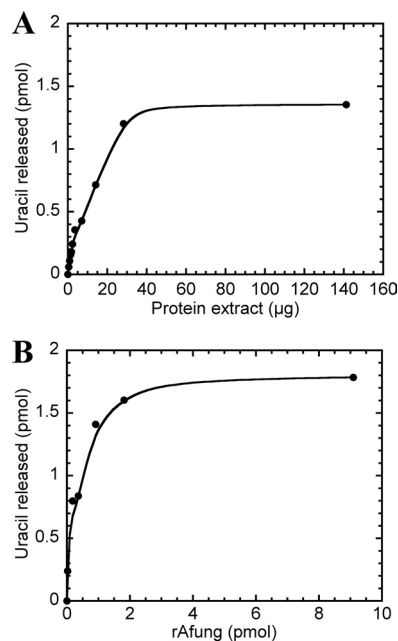 A
2
1.5
1
0.5
0
Uracil released (pmol)
0 20 40 60 80 100 120 140 160
Protein extract (µg)
B
2
1.5
1
0.5
0
Uracil released (pmol)
0 2 4 6 8 10
rAfung (pmol)